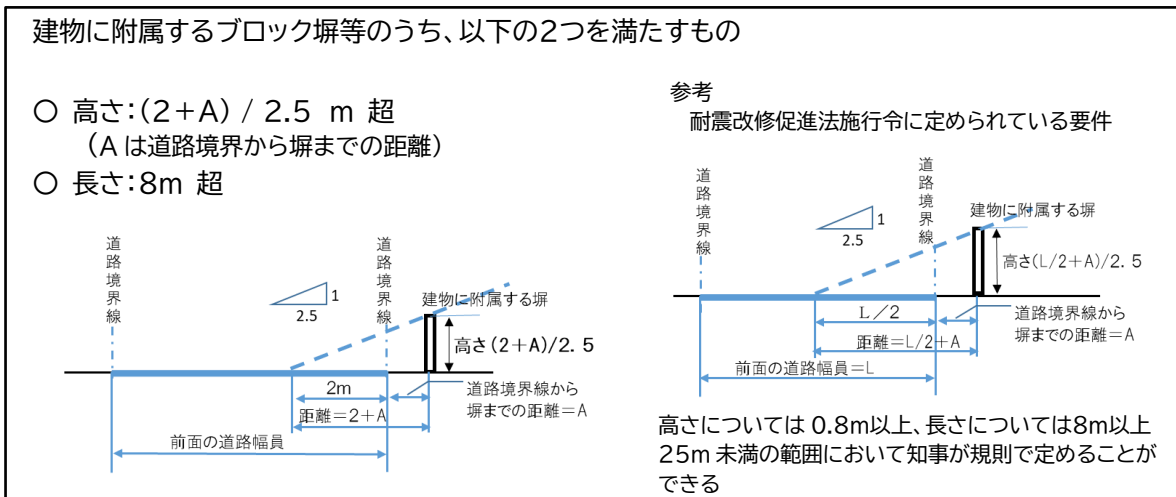 建物に附属するブロック塀等のうち、以下の2つを満たすもの
〇 高さ:(2+A) / 2.5 m 超
(A は道路境界から塀までの距離)
〇 長さ:8m 超
道路境界線
道路境界線
1
2.5
建物に附属する塀
高さ(2+A)/2.5
2m
距離=2+A
道路境界線から
塀までの距離=A
前面の道路幅員
参考
耐震改修促進法施行令に定められている要件
道路境界線
道路境界線
1
2.5
建物に附属する塀
高さ(L/2+A)/2.5
L/2
距離=L/2+A
道路境界線から
塀までの距離=A
前面の道路幅員=L
高さについては 0.8m以上、長さについては8m以上
25m 未満の範囲において知事が規則で定めることが
できる